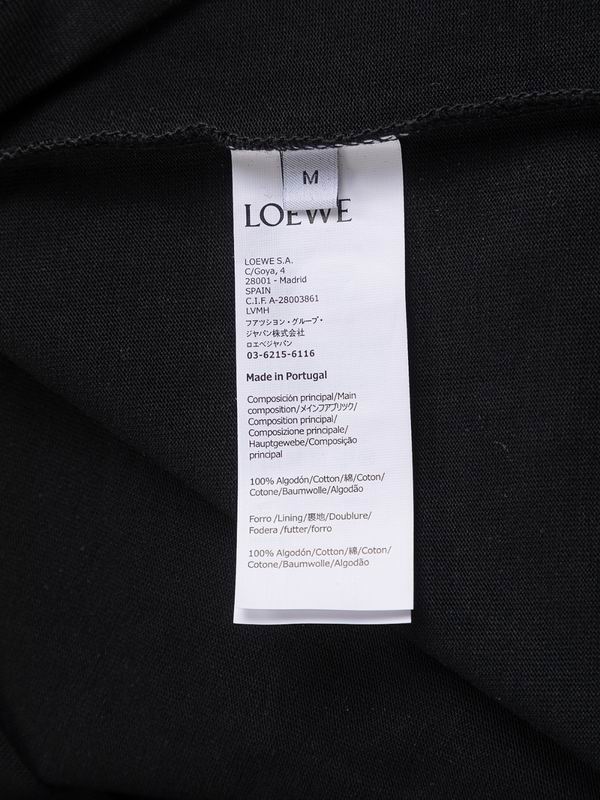 M
LOEWE
LOEWE S.A.
C/Goya, 4
28001 - Madrid
SPAIN
C.I.F. A-28003861
LVMH
ファツション・グループ・
ジャパン株式会社
ロエベジャパン
03-6215-6116
Made in Portugal
Composición principal/Main
composition/メインフアブリック/
Composition principal/
Composizione principale/
Hauptgewebe/Composição
principal
100% Algodón/Cotton/綿/Coton/
Cotone/Baumwolle/Algodão
Forro /Lining/裏地/Doublure/
Fodera /futter/forro
100% Algodón/Cotton/綿/Coton/
Cotone/Baumwolle/Algodão